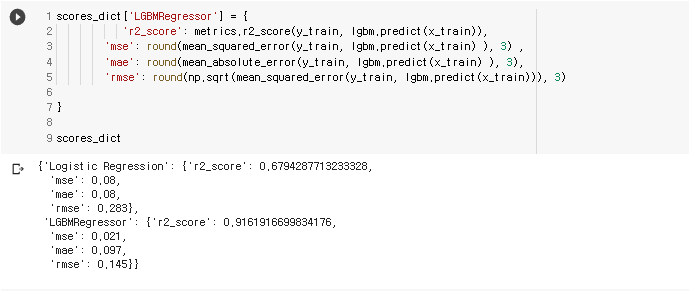 1 scores_dict['LGBMRegressor'] = {
2 'r2_score': metrics.r2_score(y_train, lgbm.predict(x_train)),
3 'mse': round(mean_squared_error(y_train, lgbm.predict(x_train) ), 3) ,
4 'mae': round(mean_absolute_error(y_train, lgbm.predict(x_train) ), 3),
5 'rmse': round(np.sqrt(mean_squared_error(y_train, lgbm.predict(x_train))), 3)
6
7 }
8
9 scores_dict
{'Logistic Regression': {'r2_score': 0.6794287713233328,
'mse': 0.08,
'mae': 0.08,
'rmse': 0.283},
'LGBMRegressor': {'r2_score': 0.9161916699834176,
'mse': 0.021,
'mae': 0.097,
'rmse': 0.145}}